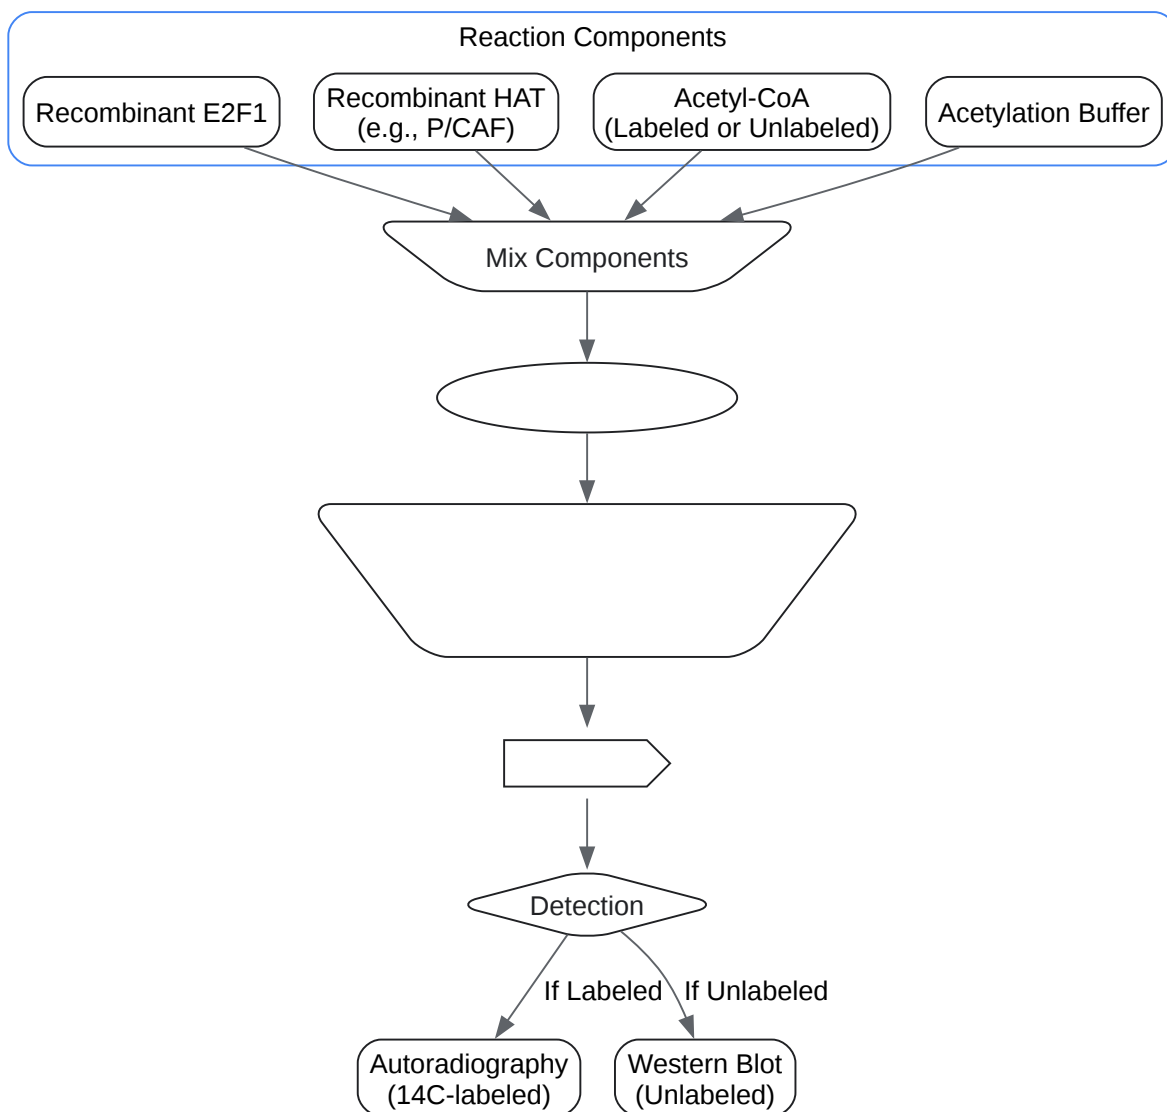 Reaction Components
Recombinant E2F1
Recombinant HAT
(e.g., P/CAF)
Acetyl-CoA
(Labeled or Unlabeled)
Acetylation Buffer
Mix Components
Detection
If Labeled
If Unlabeled
Autoradiography
(14C-labeled)
Western Blot
(Unlabeled)